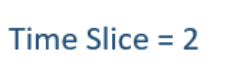 Time Slice = 2